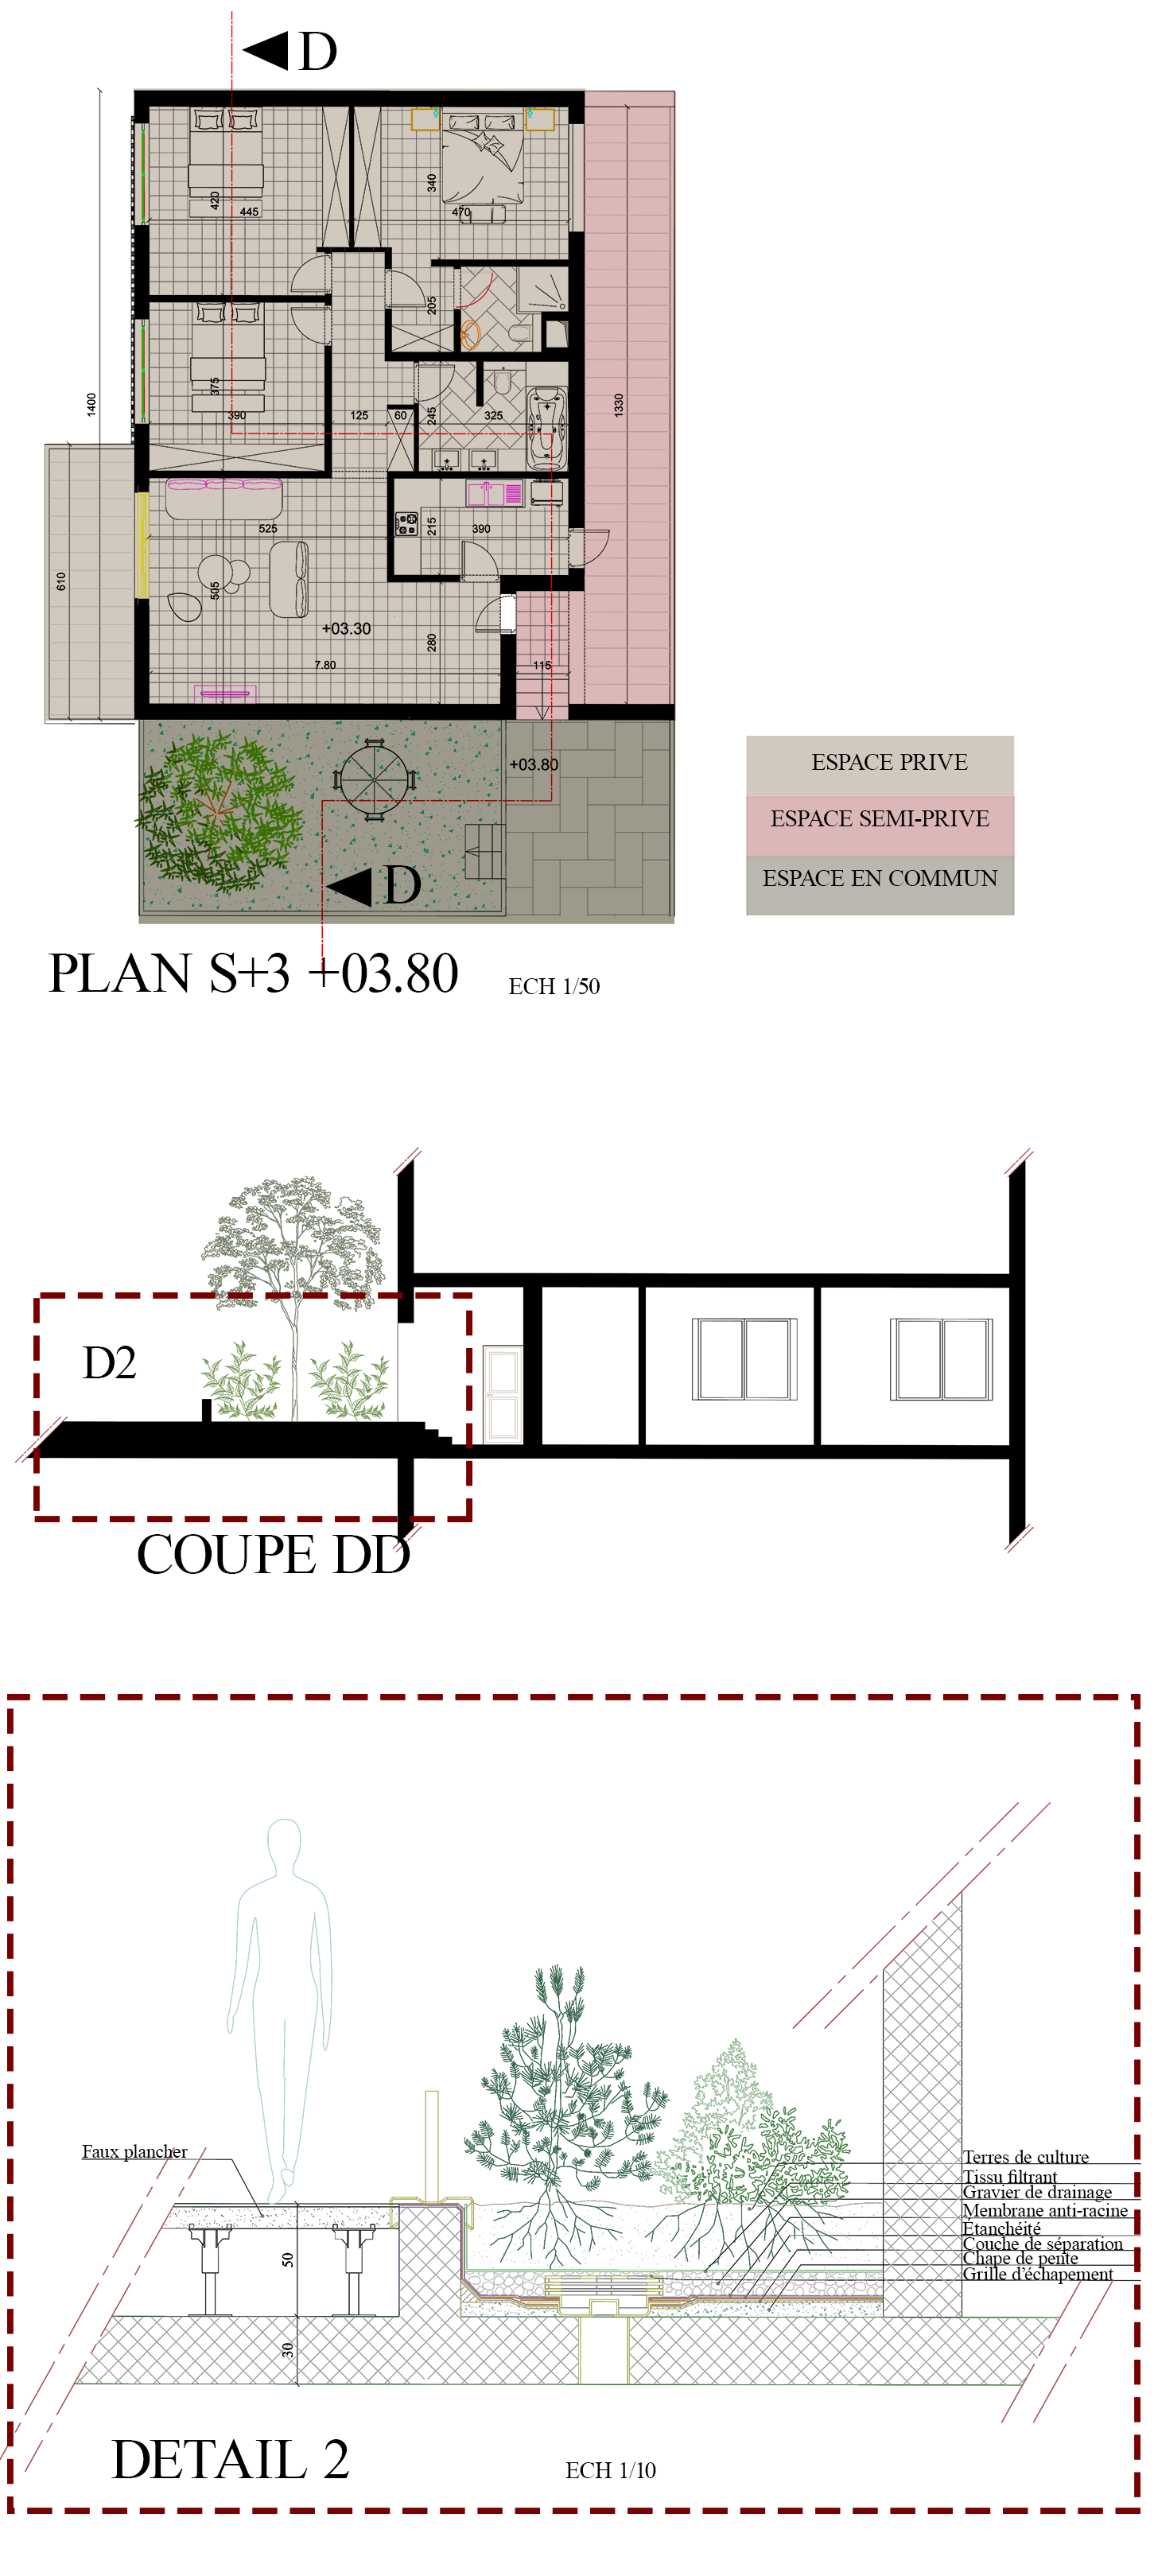 D
340
420
445
470
205
1400
375
390
125
60
245
325
1330
525
215
390
610
505
+03.30
280
7.80
115
+03.80
D
ESPACE PRIVE
ESPACE SEMI-PRIVE
ESPACE EN COMMUN
PLAN S+3 +03.80
ECH 1/50
D2
COUPE DD
Faux plancher
50
30
Terres de culture
Tissu filtrant
Gravier de drainage
Membrane anti-racine
Etanchéité
Couche de séparation
Chape de pente
Grille d'échapement
DETAIL 2
ECH 1/10